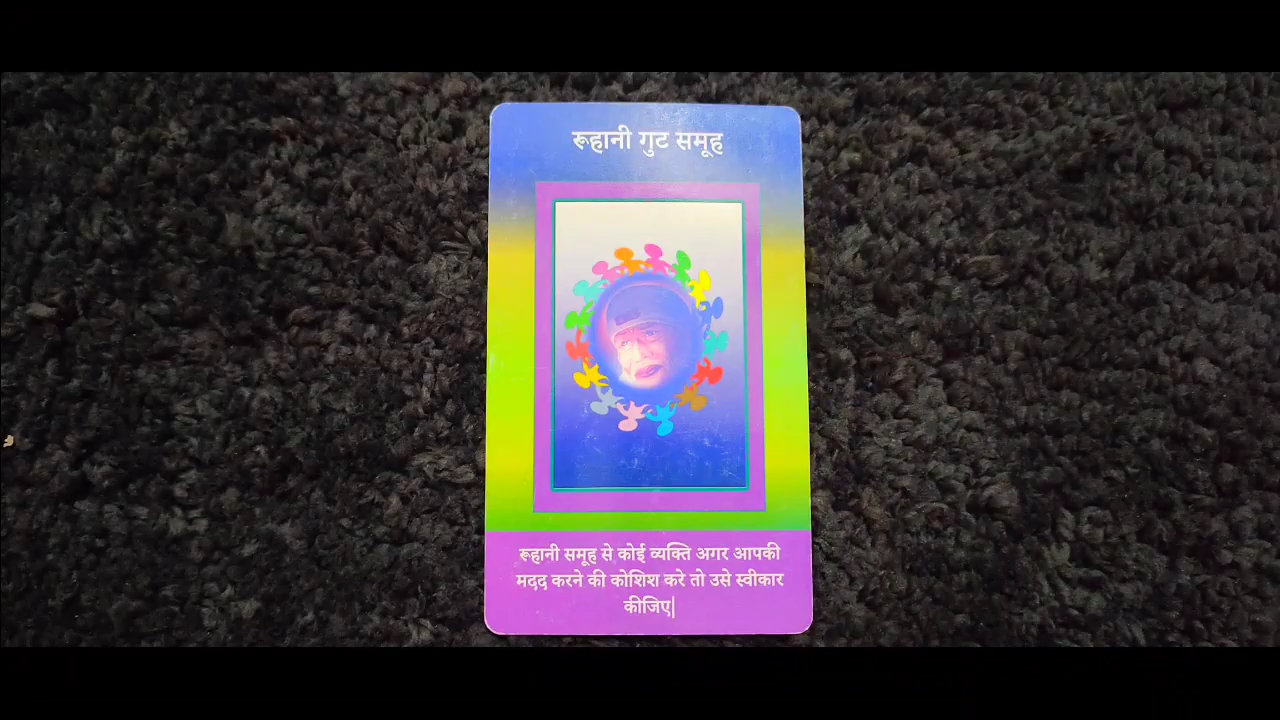 रूहानी गुट समूह
रूहानी समूह से कोई व्यक्ति अगर आपकी
मदद करने की कोशिश करे तो उसे स्वीकार
कीजिए|